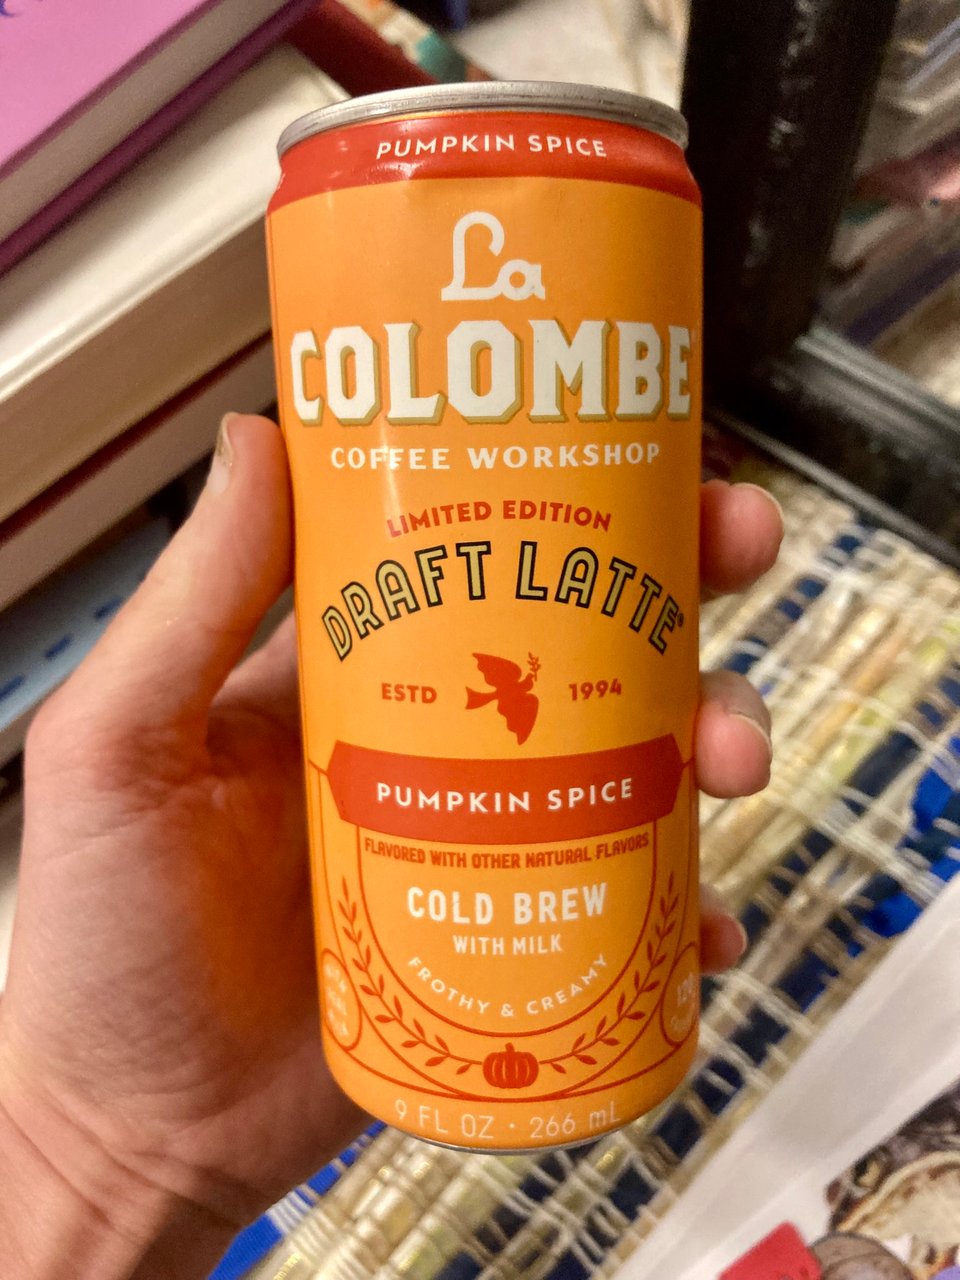 PUMPKIN SPICE
La
COLOMBE
COFFEE WORKSHOP
LIMITED EDITION
DRAFT LATTE®
ESTD 1994
PUMPKIN SPICE
FLAVORED WITH OTHER NATURAL FLAVORS
COLD BREW
WITH MILK
FROTHY & CREAMY
9 FL OZ · 266 mL